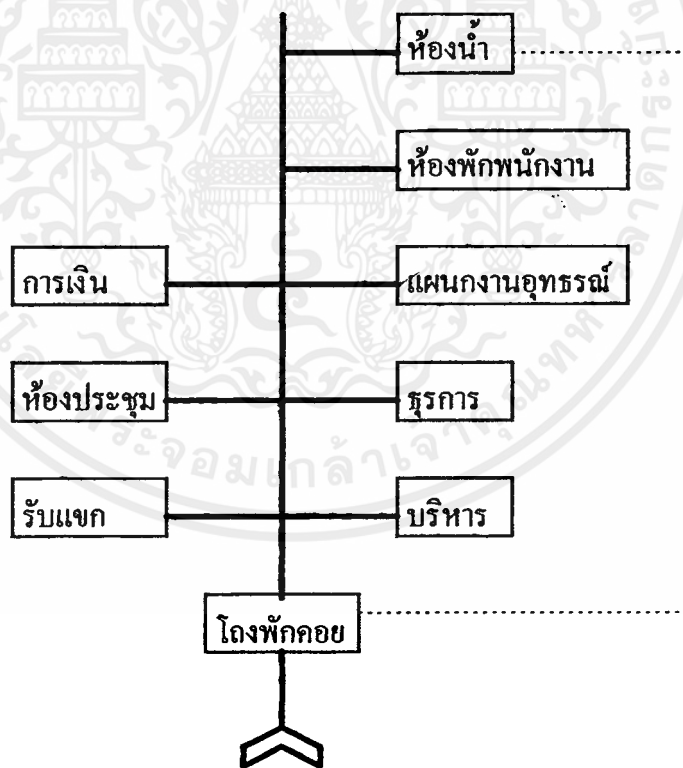 ห้องน้ำ
ห้องพักพนักงาน
การเงิน
แผนกงานอุทธรณ์
ห้องประชุม
ธุรการ
รับแขก
บริหาร
โถงพักคอย